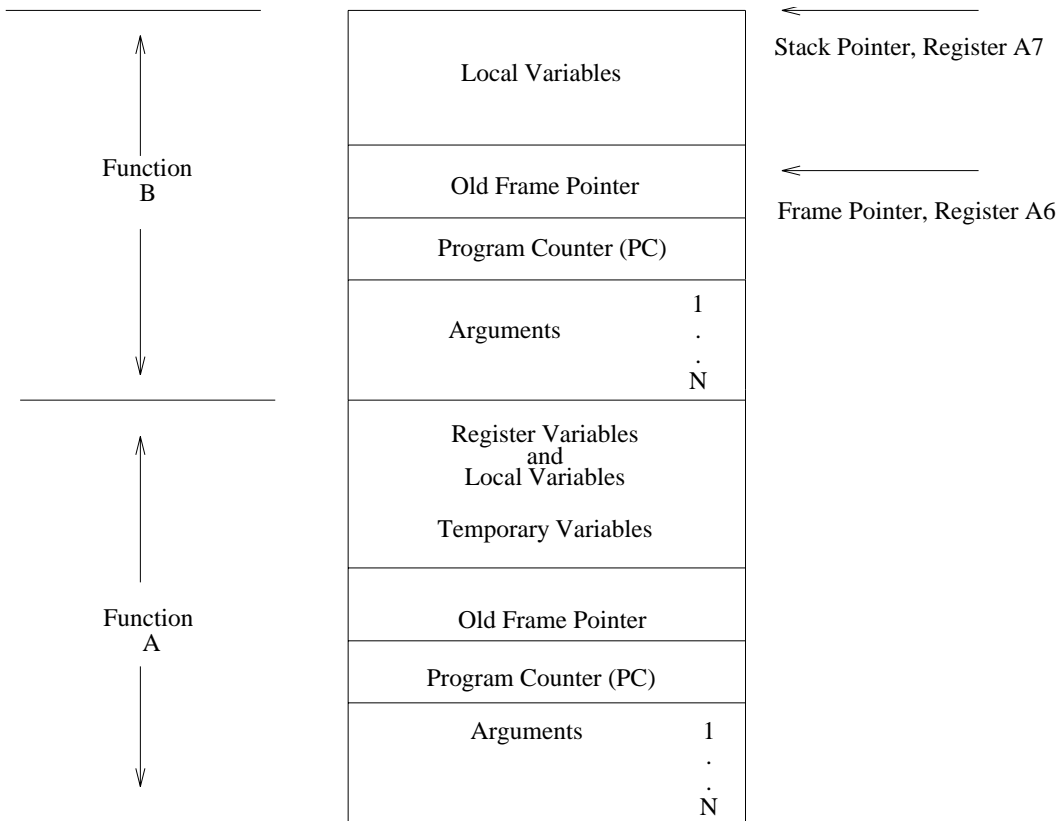 Stack Pointer, Register A7
Local Variables
Function
B
Old Frame Pointer
Frame Pointer, Register A6
Program Counter (PC)
Arguments
1
.
.
N
Register Variables
and
Local Variables
Temporary Variables
Function
A
Old Frame Pointer
Program Counter (PC)
Arguments
1
.
.
N